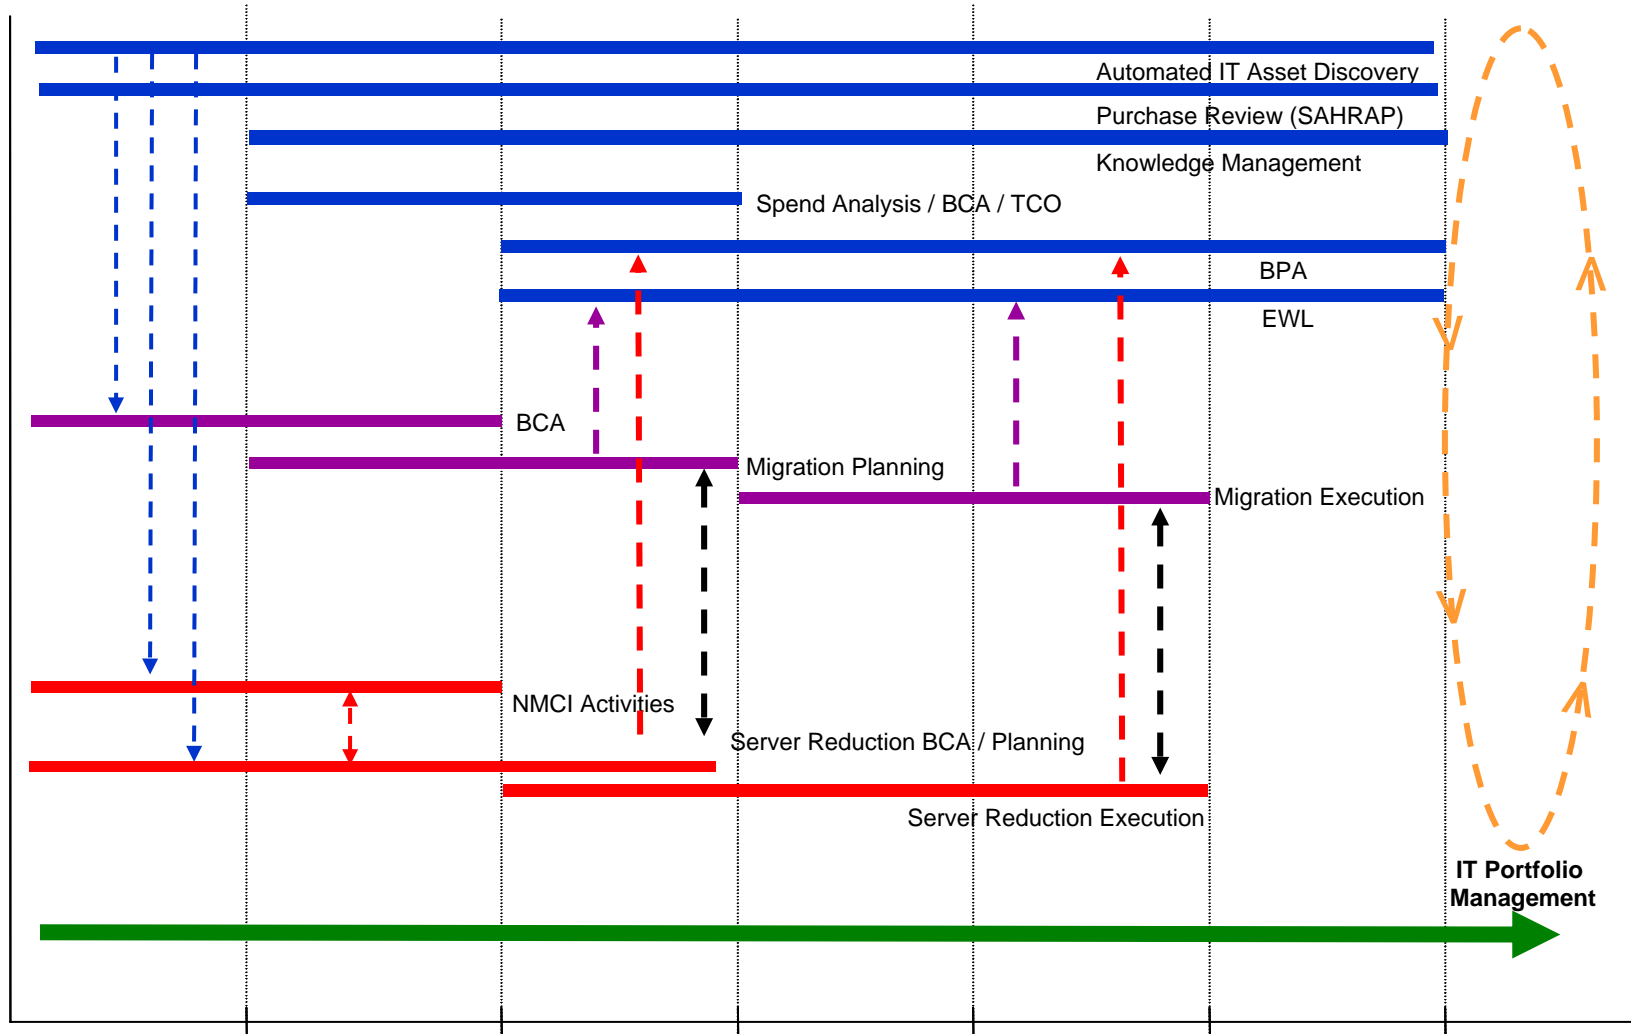 Automated IT Asset Discovery
Purchase Review (SAHRAP)
Knowledge Management
Spend Analysis / BCA / TCO
BPA
EWL
BCA
Migration Planning
Migration Execution
NMCI Activities
Server Reduction BCA / Planning
Server Reduction Execution
IT Portfolio
Management